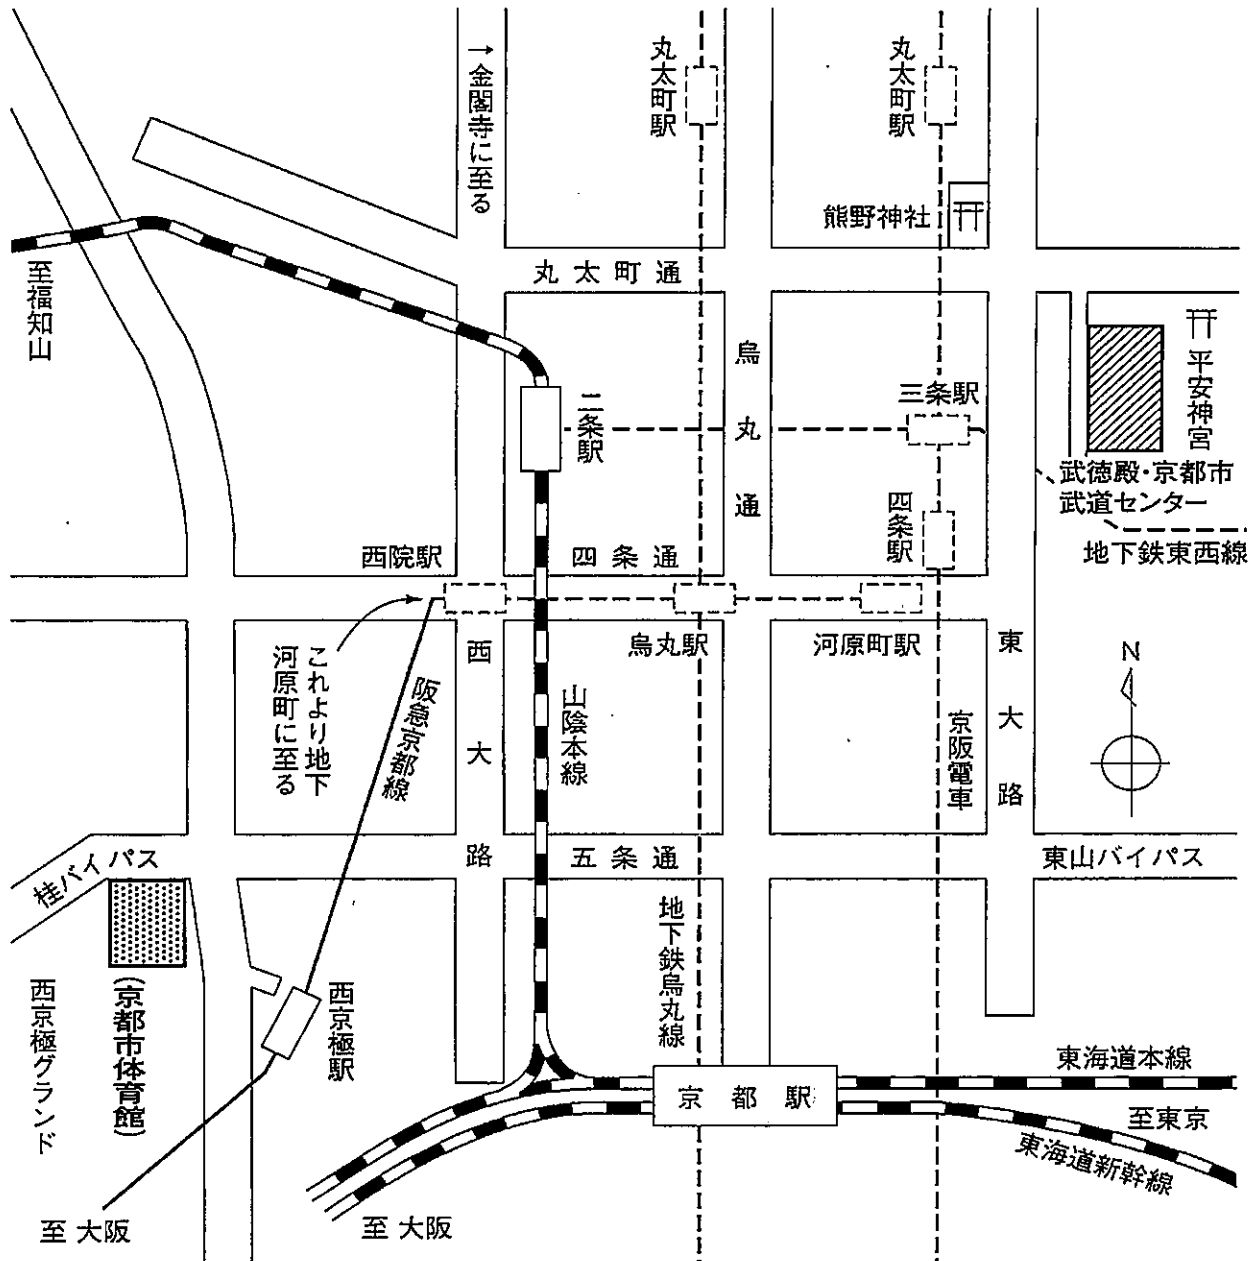 →金閣寺に至る
丸太町駅
丸太町駅
熊野神社
丸太町通
至福知山
烏丸通
二条駅
三条駅
平安神宮
武徳殿・京都市
武道センター
地下鉄東西線
四条駅
西院駅
四条通
烏丸駅
河原町駅
これより地下
河原町に至る
阪急京都線
西大路
山陰本線
京阪電車
東大路
N
桂バイパス
五条通
東山バイパス
地下鉄烏丸線
西京極グランド
(京都市体育館)
西京極駅
京都駅
東海道本線
至東京
東海道新幹線
至大阪
至大阪